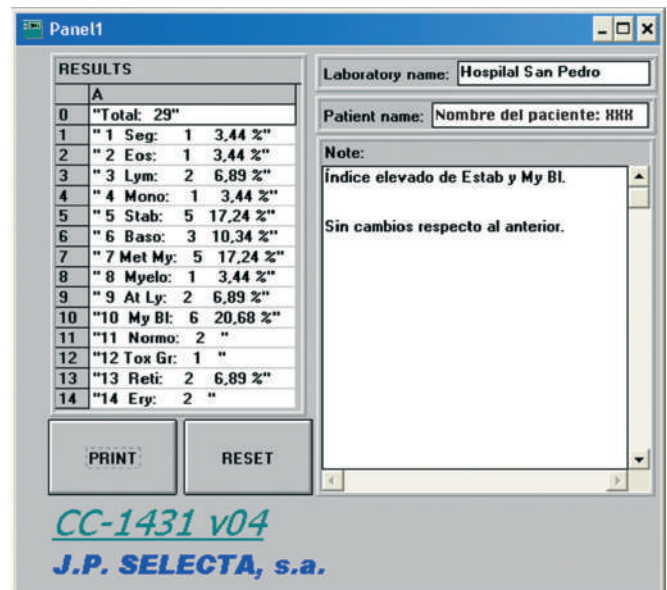 Panel1
RESULTS
A
0 "Total: 29"
1 " 1 Seg: 1 3,44 %"
2 " 2 Eos: 1 3,44 %"
3 " 3 Lym: 2 6,89 %"
4 " 4 Mono: 1 3,44 %"
5 " 5 Stab: 5 17,24 %"
6 " 6 Baso: 3 10,34 %"
7 " 7 Met My: 5 17,24 %"
8 " 8 Myelo: 1 3,44 %"
9 " 9 At Ly: 2 6,89 %"
10 "10 My Bl: 6 20,68 %"
11 "11 Normo: 2 "
12 "12 Tox Gr: 1 "
13 "13 Reti: 2 6,89 %"
14 "14 Ery: 2 "
PRINT
RESET
Laboratory name: Hospilal San Pedro
Patient name: Nombre del paciente: XXX
Note:
Índice elevado de Estab y My Bl.
Sin cambios respecto al anterior.
CC-1431 v04
J.P. SELECTA, s.a.